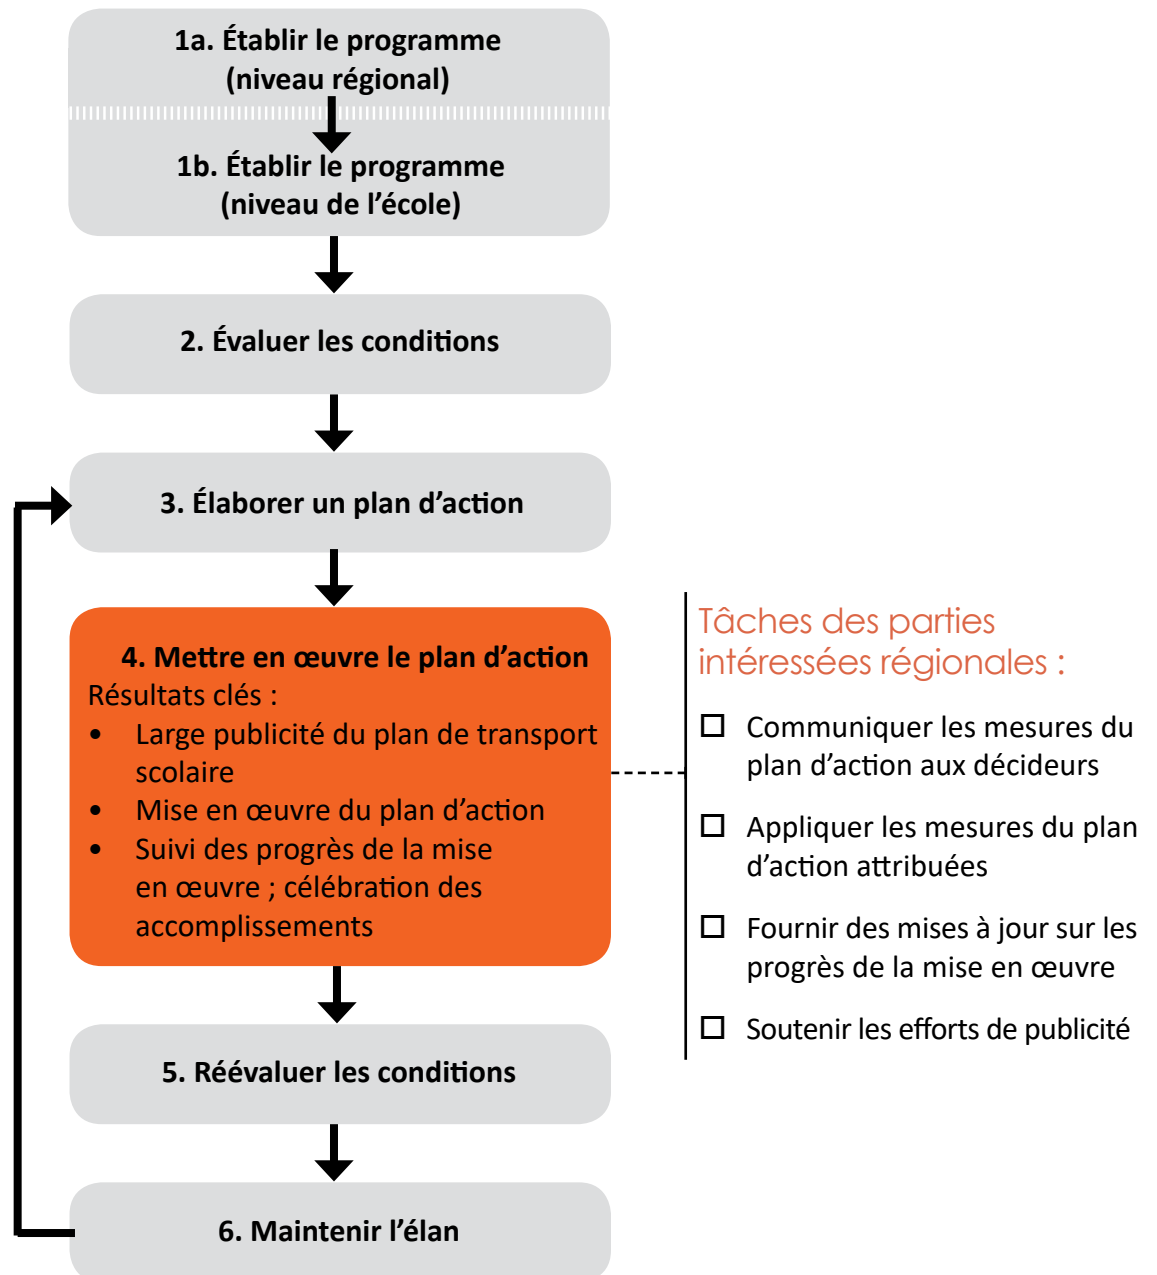 1a. Établir le programme
(niveau régional)
1b. Établir le programme
(niveau de l’école)
2. Évaluer les conditions
3. Élaborer un plan d’action
4. Mettre en œuvre le plan d’action
Résultats clés :
• Large publicité du plan de transport
scolaire
• Mise en œuvre du plan d’action
• Suivi des progrès de la mise
en œuvre ; célébration des
accomplissements
Tâches des parties
intéressées régionales :
☐ Communiquer les mesures du
plan d’action aux décideurs
☐ Appliquer les mesures du plan
d’action attribuées
☐ Fournir des mises à jour sur les
progrès de la mise en œuvre
☐ Soutenir les efforts de publicité
5. Réévaluer les conditions
6. Maintenir l’élan